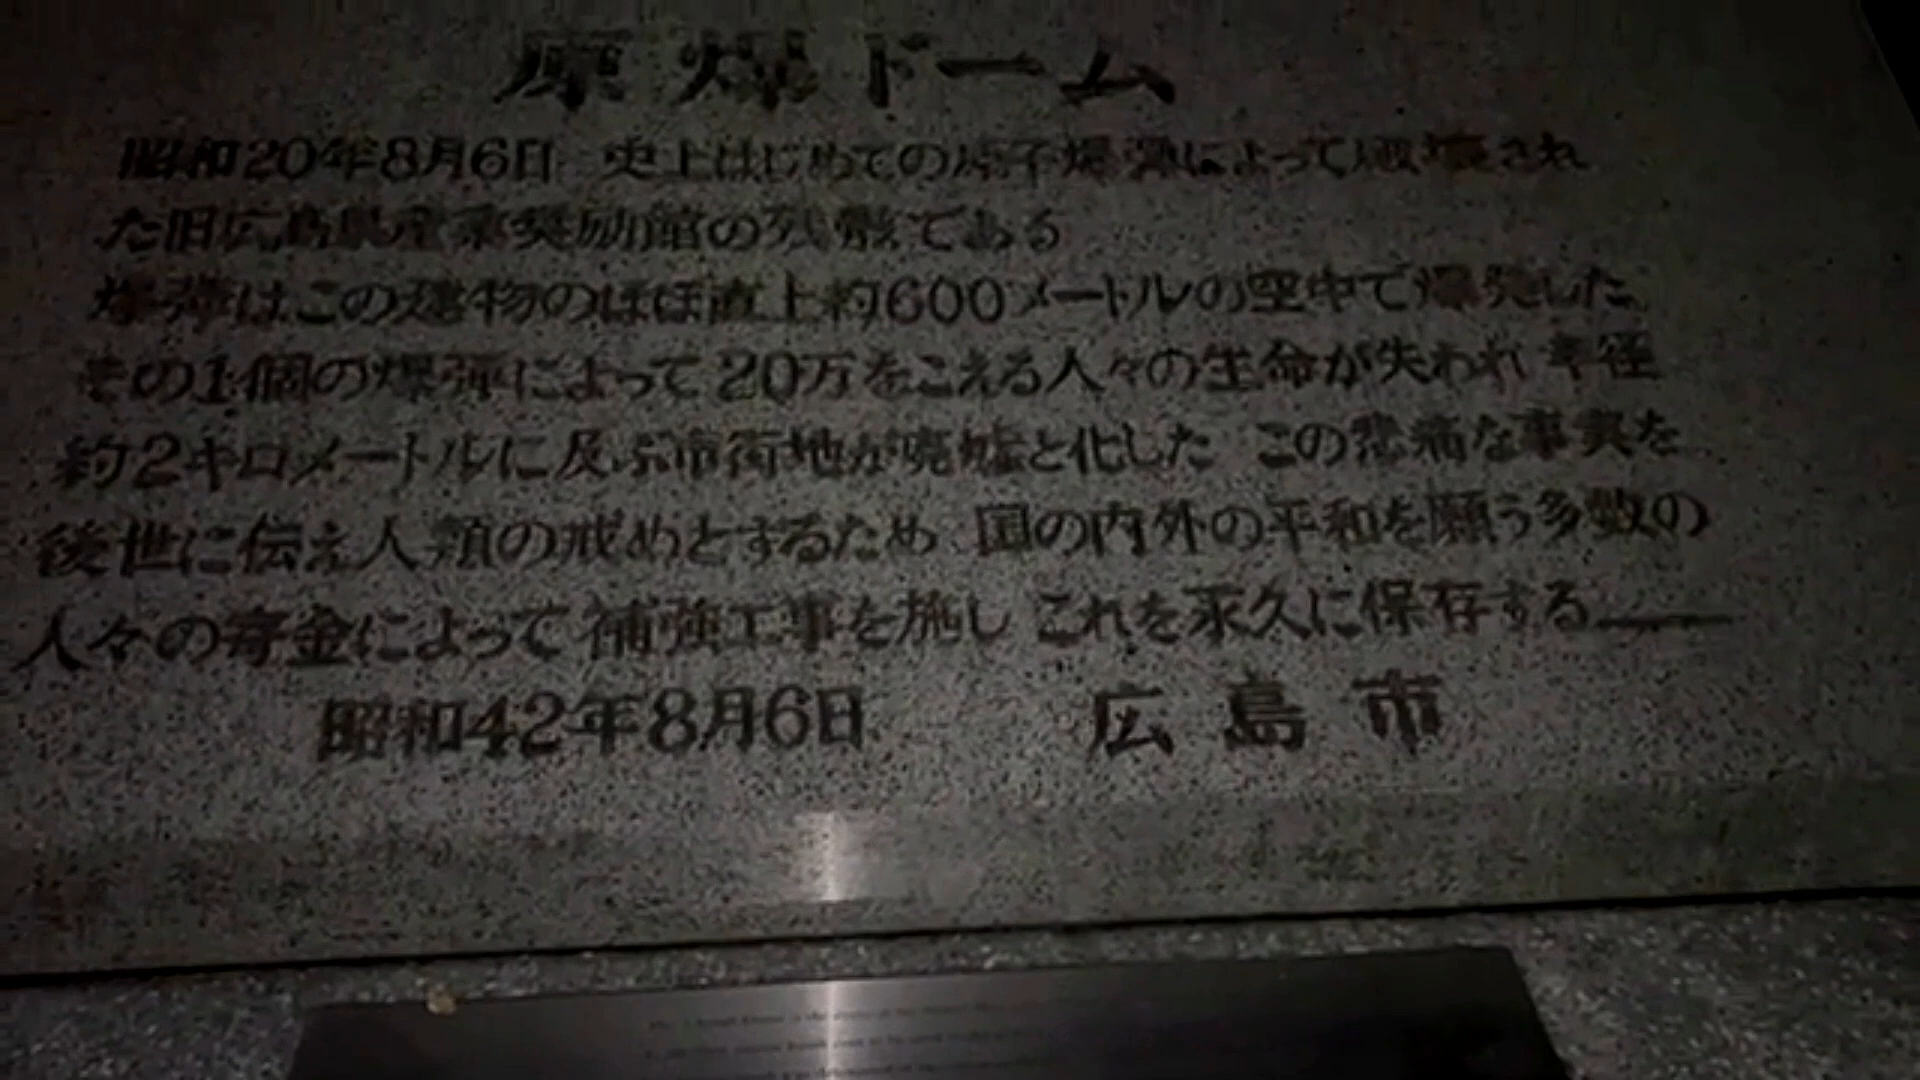 原爆ドーム
昭和20年8月6日 史上はじめての原子爆弾によって破壊され
た旧広島県産業奨励館の残骸である
爆弾はこの建物のほぼ直上約600メートルの空中で爆発した
その1個の爆弾によって20万をこえる人々の生命が失われ 半径
約2キロメートルに及ぶ市街地が廃墟と化した この悲痛な事実を
後世に伝え人類の戒めとするため 国の内外の平和を願う多数の
人々の寄金によって補強工事を施し これを永久に保存する
昭和42年8月6日 広島市